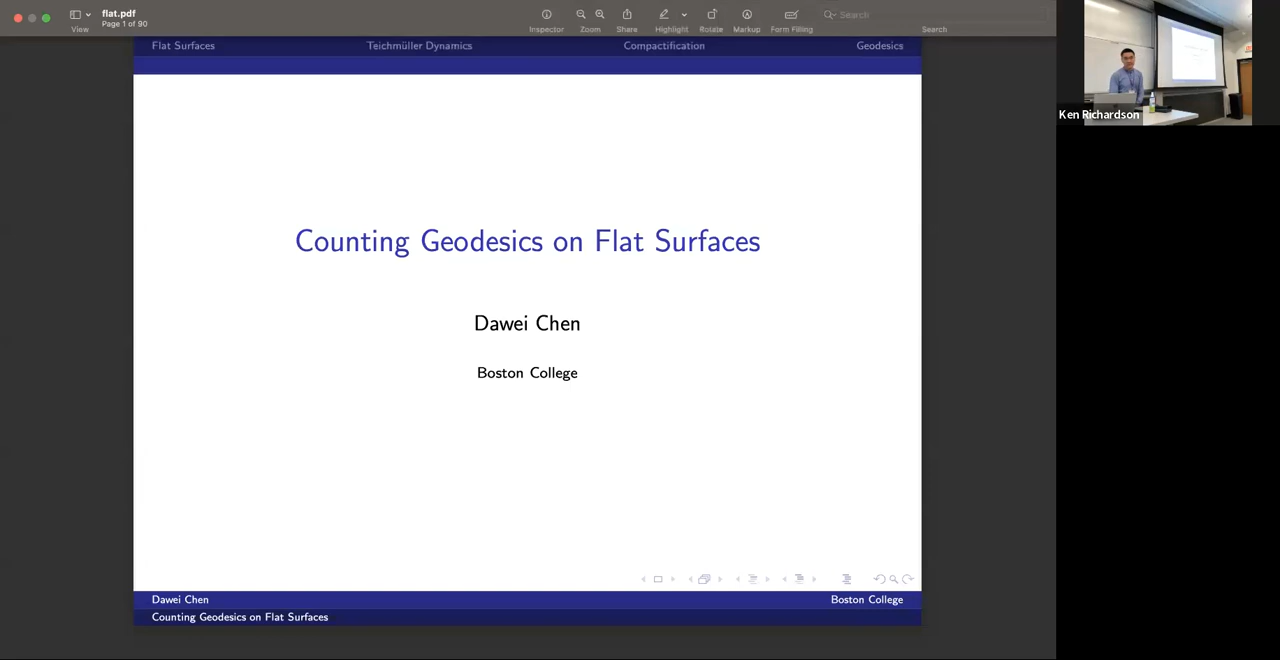 flat.pdf
Page 1 of 90
View
Inspector
Zoom
Share
Highlight
Rotate
Markup
Form Filling
Search
Search
Flat Surfaces
Teichmüller Dynamics
Compactification
Geodesics
Counting Geodesics on Flat Surfaces
Dawei Chen
Boston College
Dawei Chen
Boston College
Counting Geodesics on Flat Surfaces
Ken Richardson